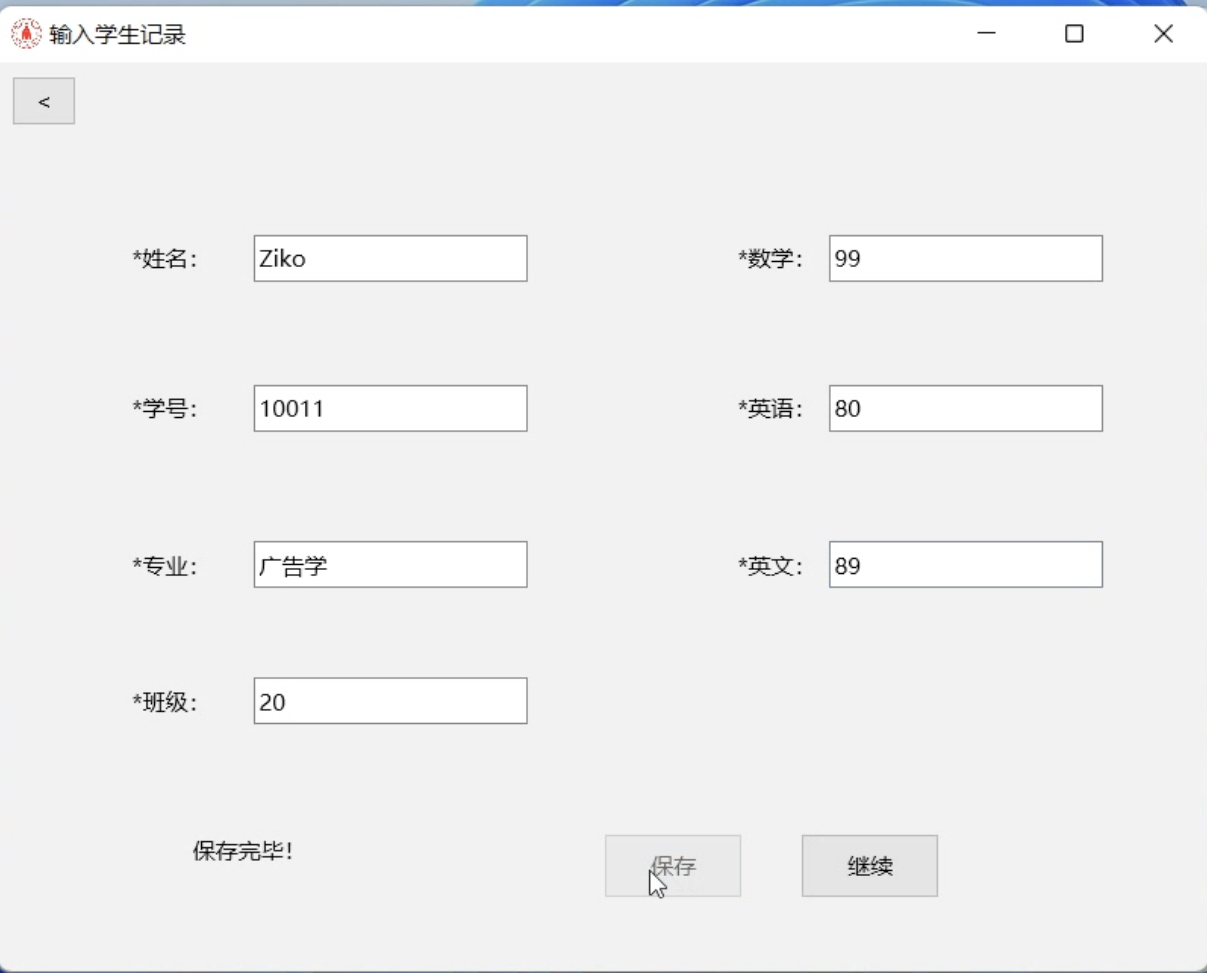 输入学生记录
<
*姓名： Ziko
*数学： 99
*学号： 10011
*英语： 80
*专业： 广告学
*英文： 89
*班级： 20
保存完毕！
保存
继续